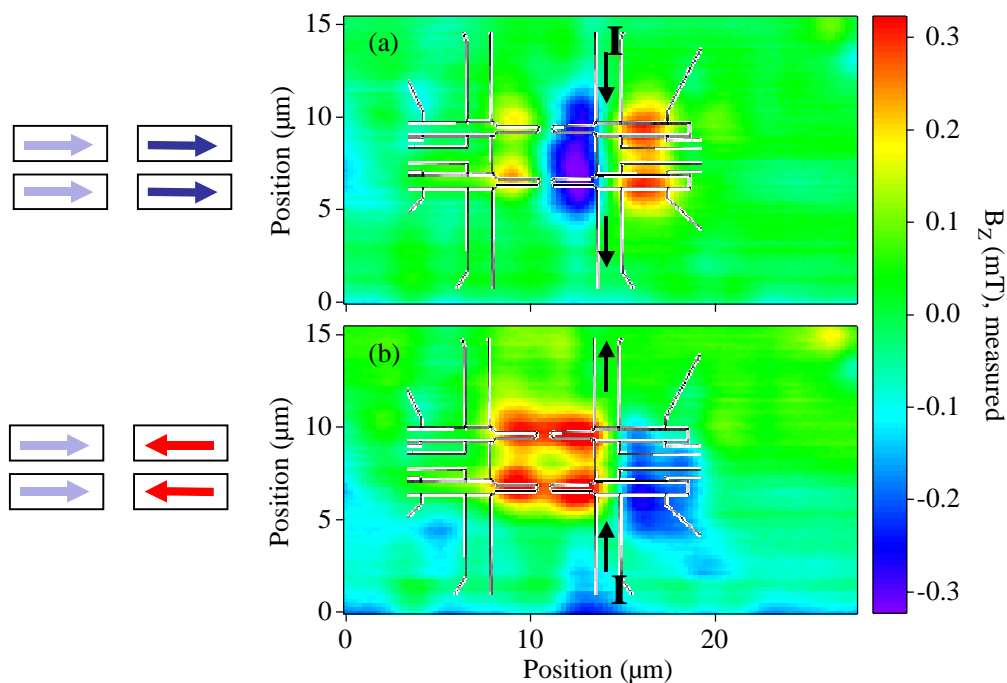 (a)
I
15
10
5
0
Position (µm)
(b)
I
15
10
5
0
Position (µm)
0
10
20
Position (µm)
0.3
0.2
0.1
0.0
-0.1
-0.2
-0.3
B_Z (mT), measured